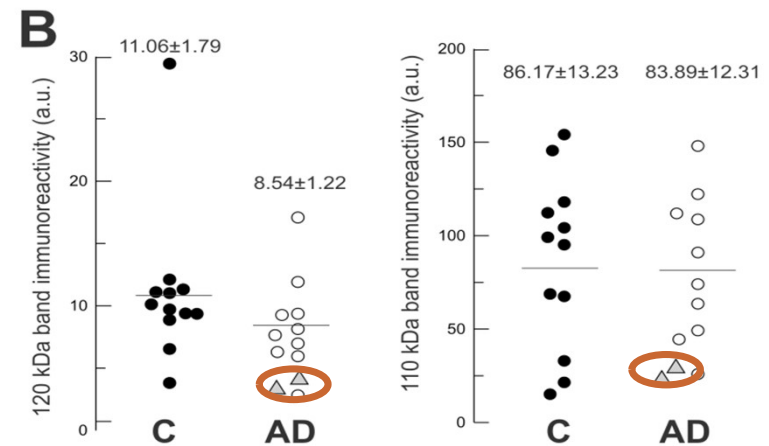 B
11.06±1.79
8.54±1.22
120 kDa band immunoreactivity (a.u.)
30
20
10
0
C
AD
86.17±13.23
83.89±12.31
110 kDa band immunoreactivity (a.u.)
200
150
100
50
0
C
AD